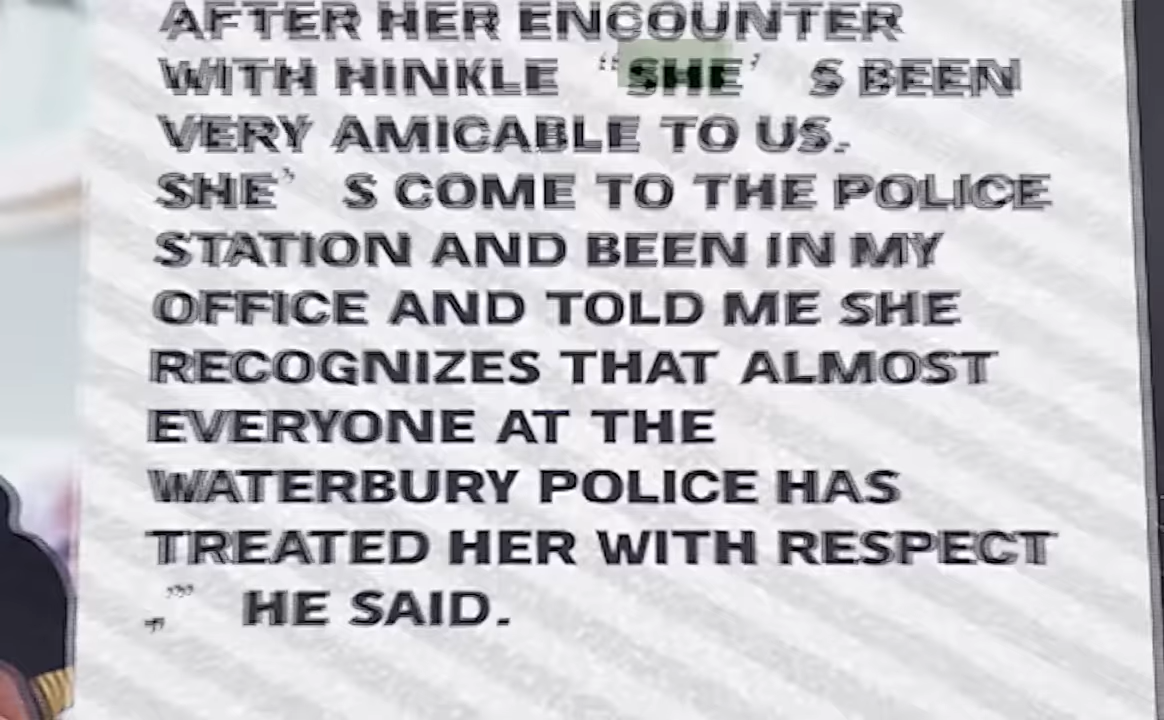 AFTER HER ENCOUNTER
WITH HINKLE “SHE’ S BEEN
VERY AMICABLE TO US.
SHE’ S COME TO THE POLICE
STATION AND BEEN IN MY
OFFICE AND TOLD ME SHE
RECOGNIZES THAT ALMOST
EVERYONE AT THE
WATERBURY POLICE HAS
TREATED HER WITH RESPECT
,” HE SAID.